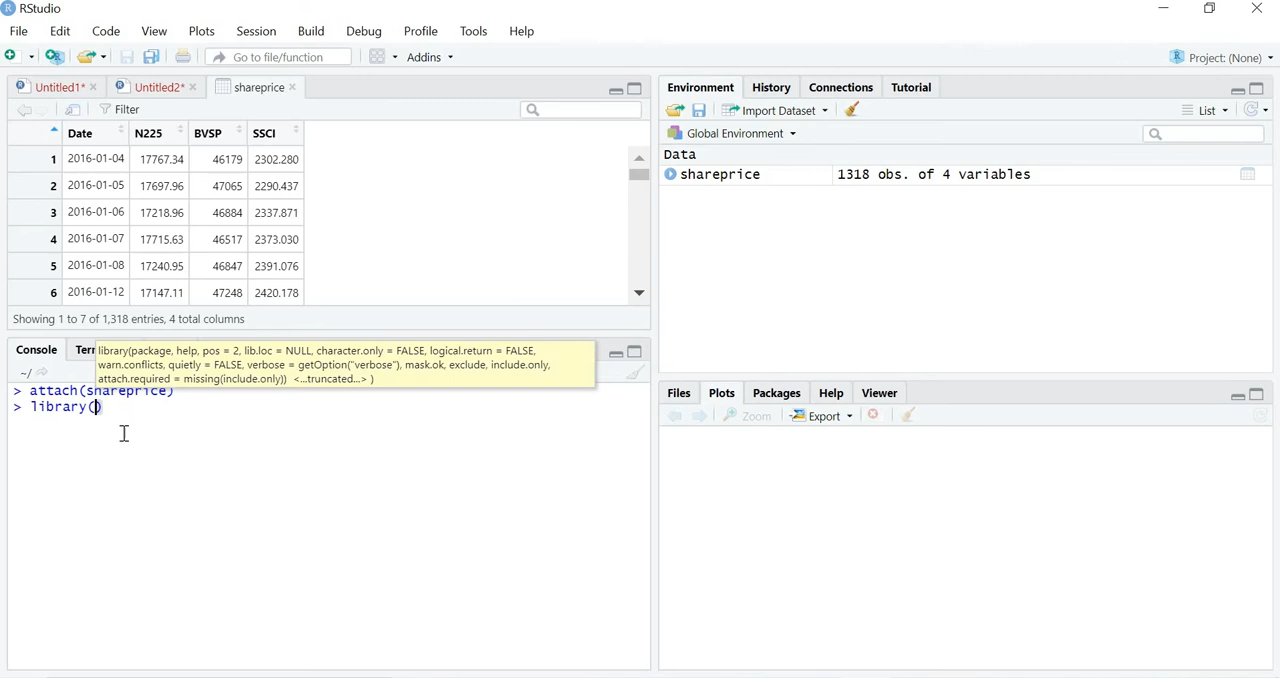 RStudio
File Edit Code View Plots Session Build Debug Profile Tools Help
Go to file/function Addins Project: (None)
Untitled1* Untitled2* shareprice
Filter
Date N225 BVSP SSCI
1 2016-01-04 17767.34 46179 2302.280
2 2016-01-05 17697.96 47065 2290.437
3 2016-01-06 17218.96 46884 2337.871
4 2016-01-07 17715.63 46517 2373.030
5 2016-01-08 17240.95 46847 2391.076
6 2016-01-12 17147.11 47248 2420.178
Showing 1 to 7 of 1,318 entries, 4 total columns
Console Terr
library(package, help, pos = 2, lib.loc = NULL, character.only = FALSE, logical.return = FALSE,
warn.conflicts, quietly = FALSE, verbose = getOption("verbose"), mask.ok, exclude, include.only,
attach.required = missing(include.only)) <...truncated...> )
~/
> attach(shareprice)
> library()
Environment History Connections Tutorial
Import Dataset List
Global Environment
Data
shareprice 1318 obs. of 4 variables
Files Plots Packages Help Viewer
Zoom Export